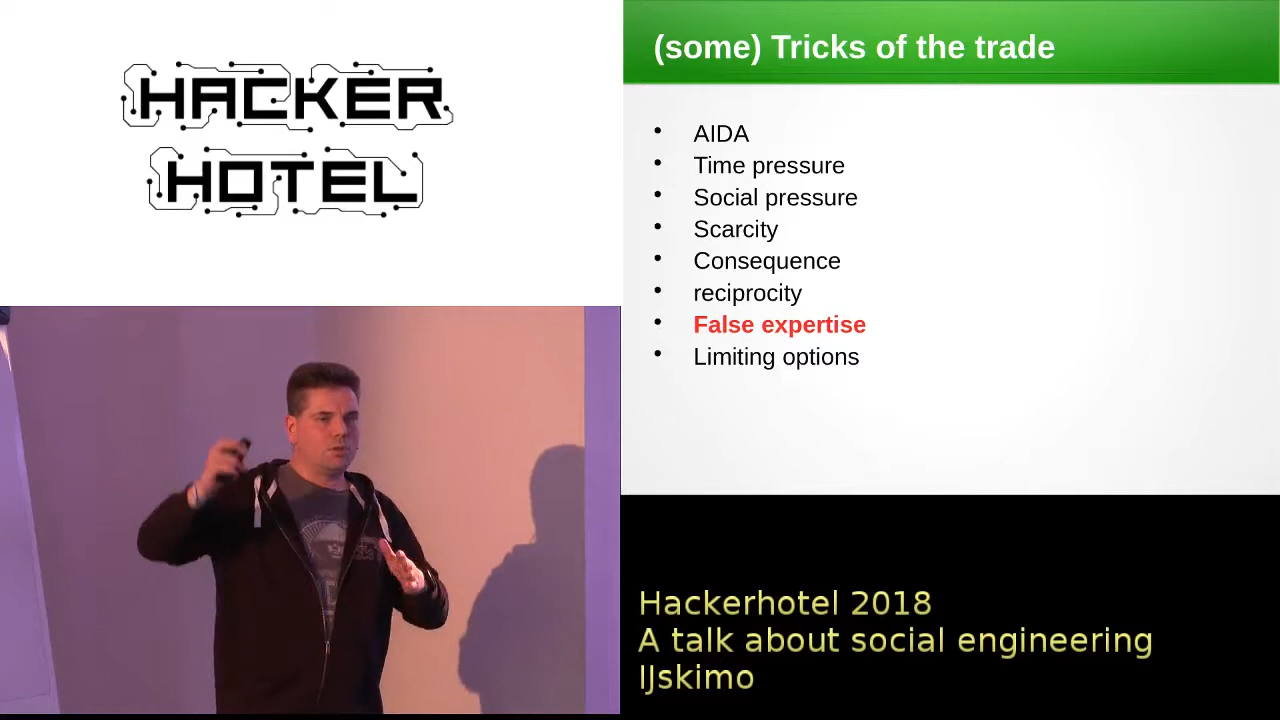 HACKER
HOTEL
(some) Tricks of the trade
• AIDA
• Time pressure
• Social pressure
• Scarcity
• Consequence
• reciprocity
• False expertise
• Limiting options
Hackerhotel 2018
A talk about social engineering
IJskimo